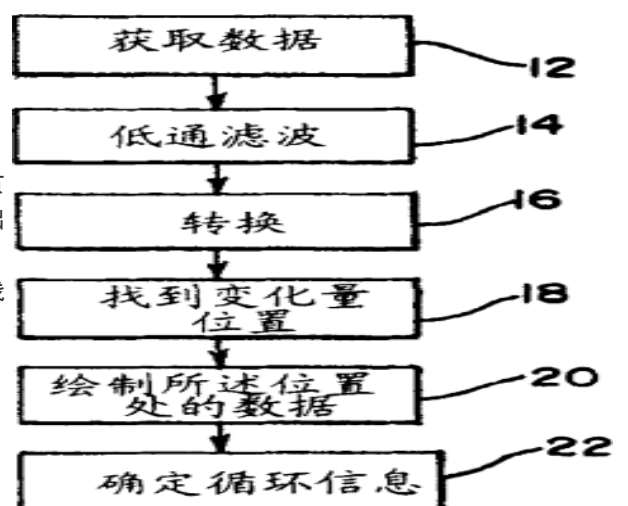 获取数据
12
低通滤波
14
转换
16
找到变化量
位置
18
绘制所述位置
处的数据
20
确定循环信息
22